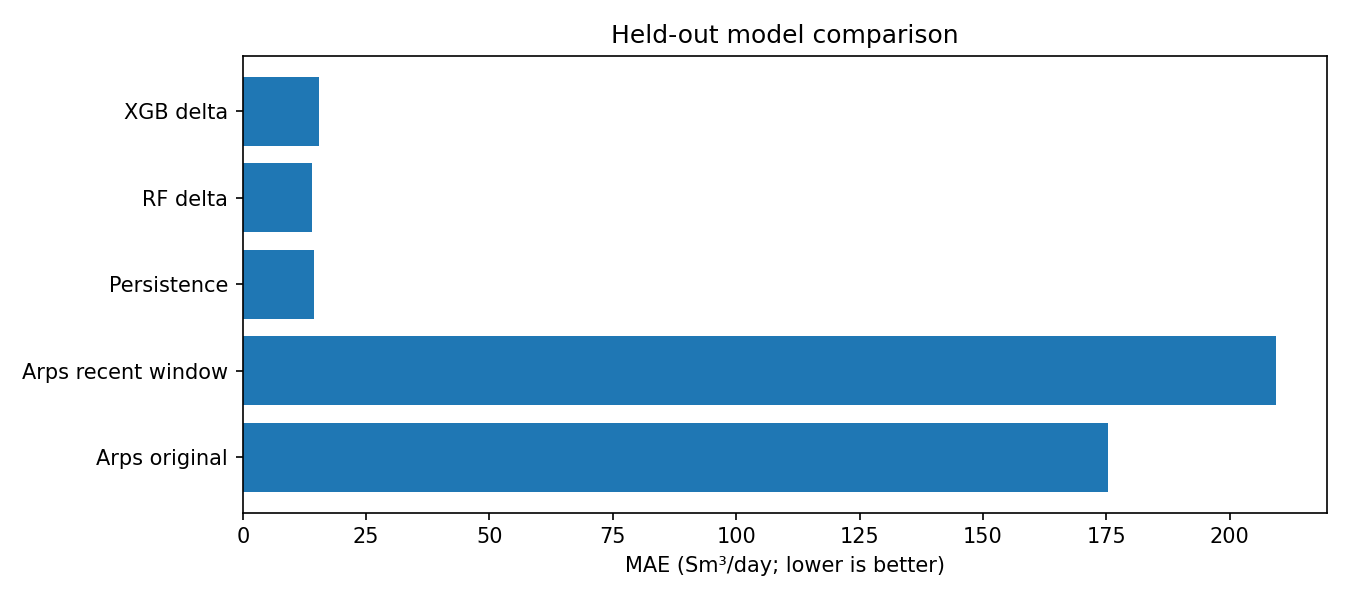 Held-out model comparison
XGB delta
RF delta
Persistence
Arps recent window
Arps original
0 25 50 75 100 125 150 175 200
MAE (Sm³/day; lower is better)